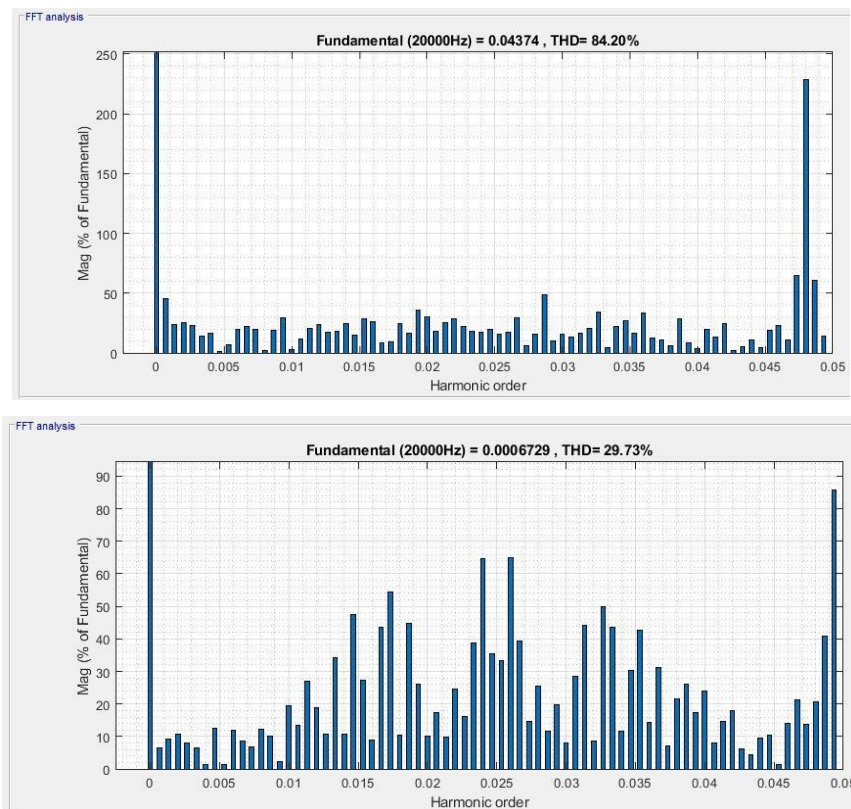 FFT analysis
Fundamental (20000Hz) = 0.04374 , THD= 84.20%
250
200
150
100
50
0
Mag (% of Fundamental)
0 0.005 0.01 0.015 0.02 0.025 0.03 0.035 0.04 0.045 0.05
Harmonic order
FFT analysis
Fundamental (20000Hz) = 0.0006729 , THD= 29.73%
90
80
70
60
50
40
30
20
10
0
Mag (% of Fundamental)
0 0.005 0.01 0.015 0.02 0.025 0.03 0.035 0.04 0.045 0.05
Harmonic order